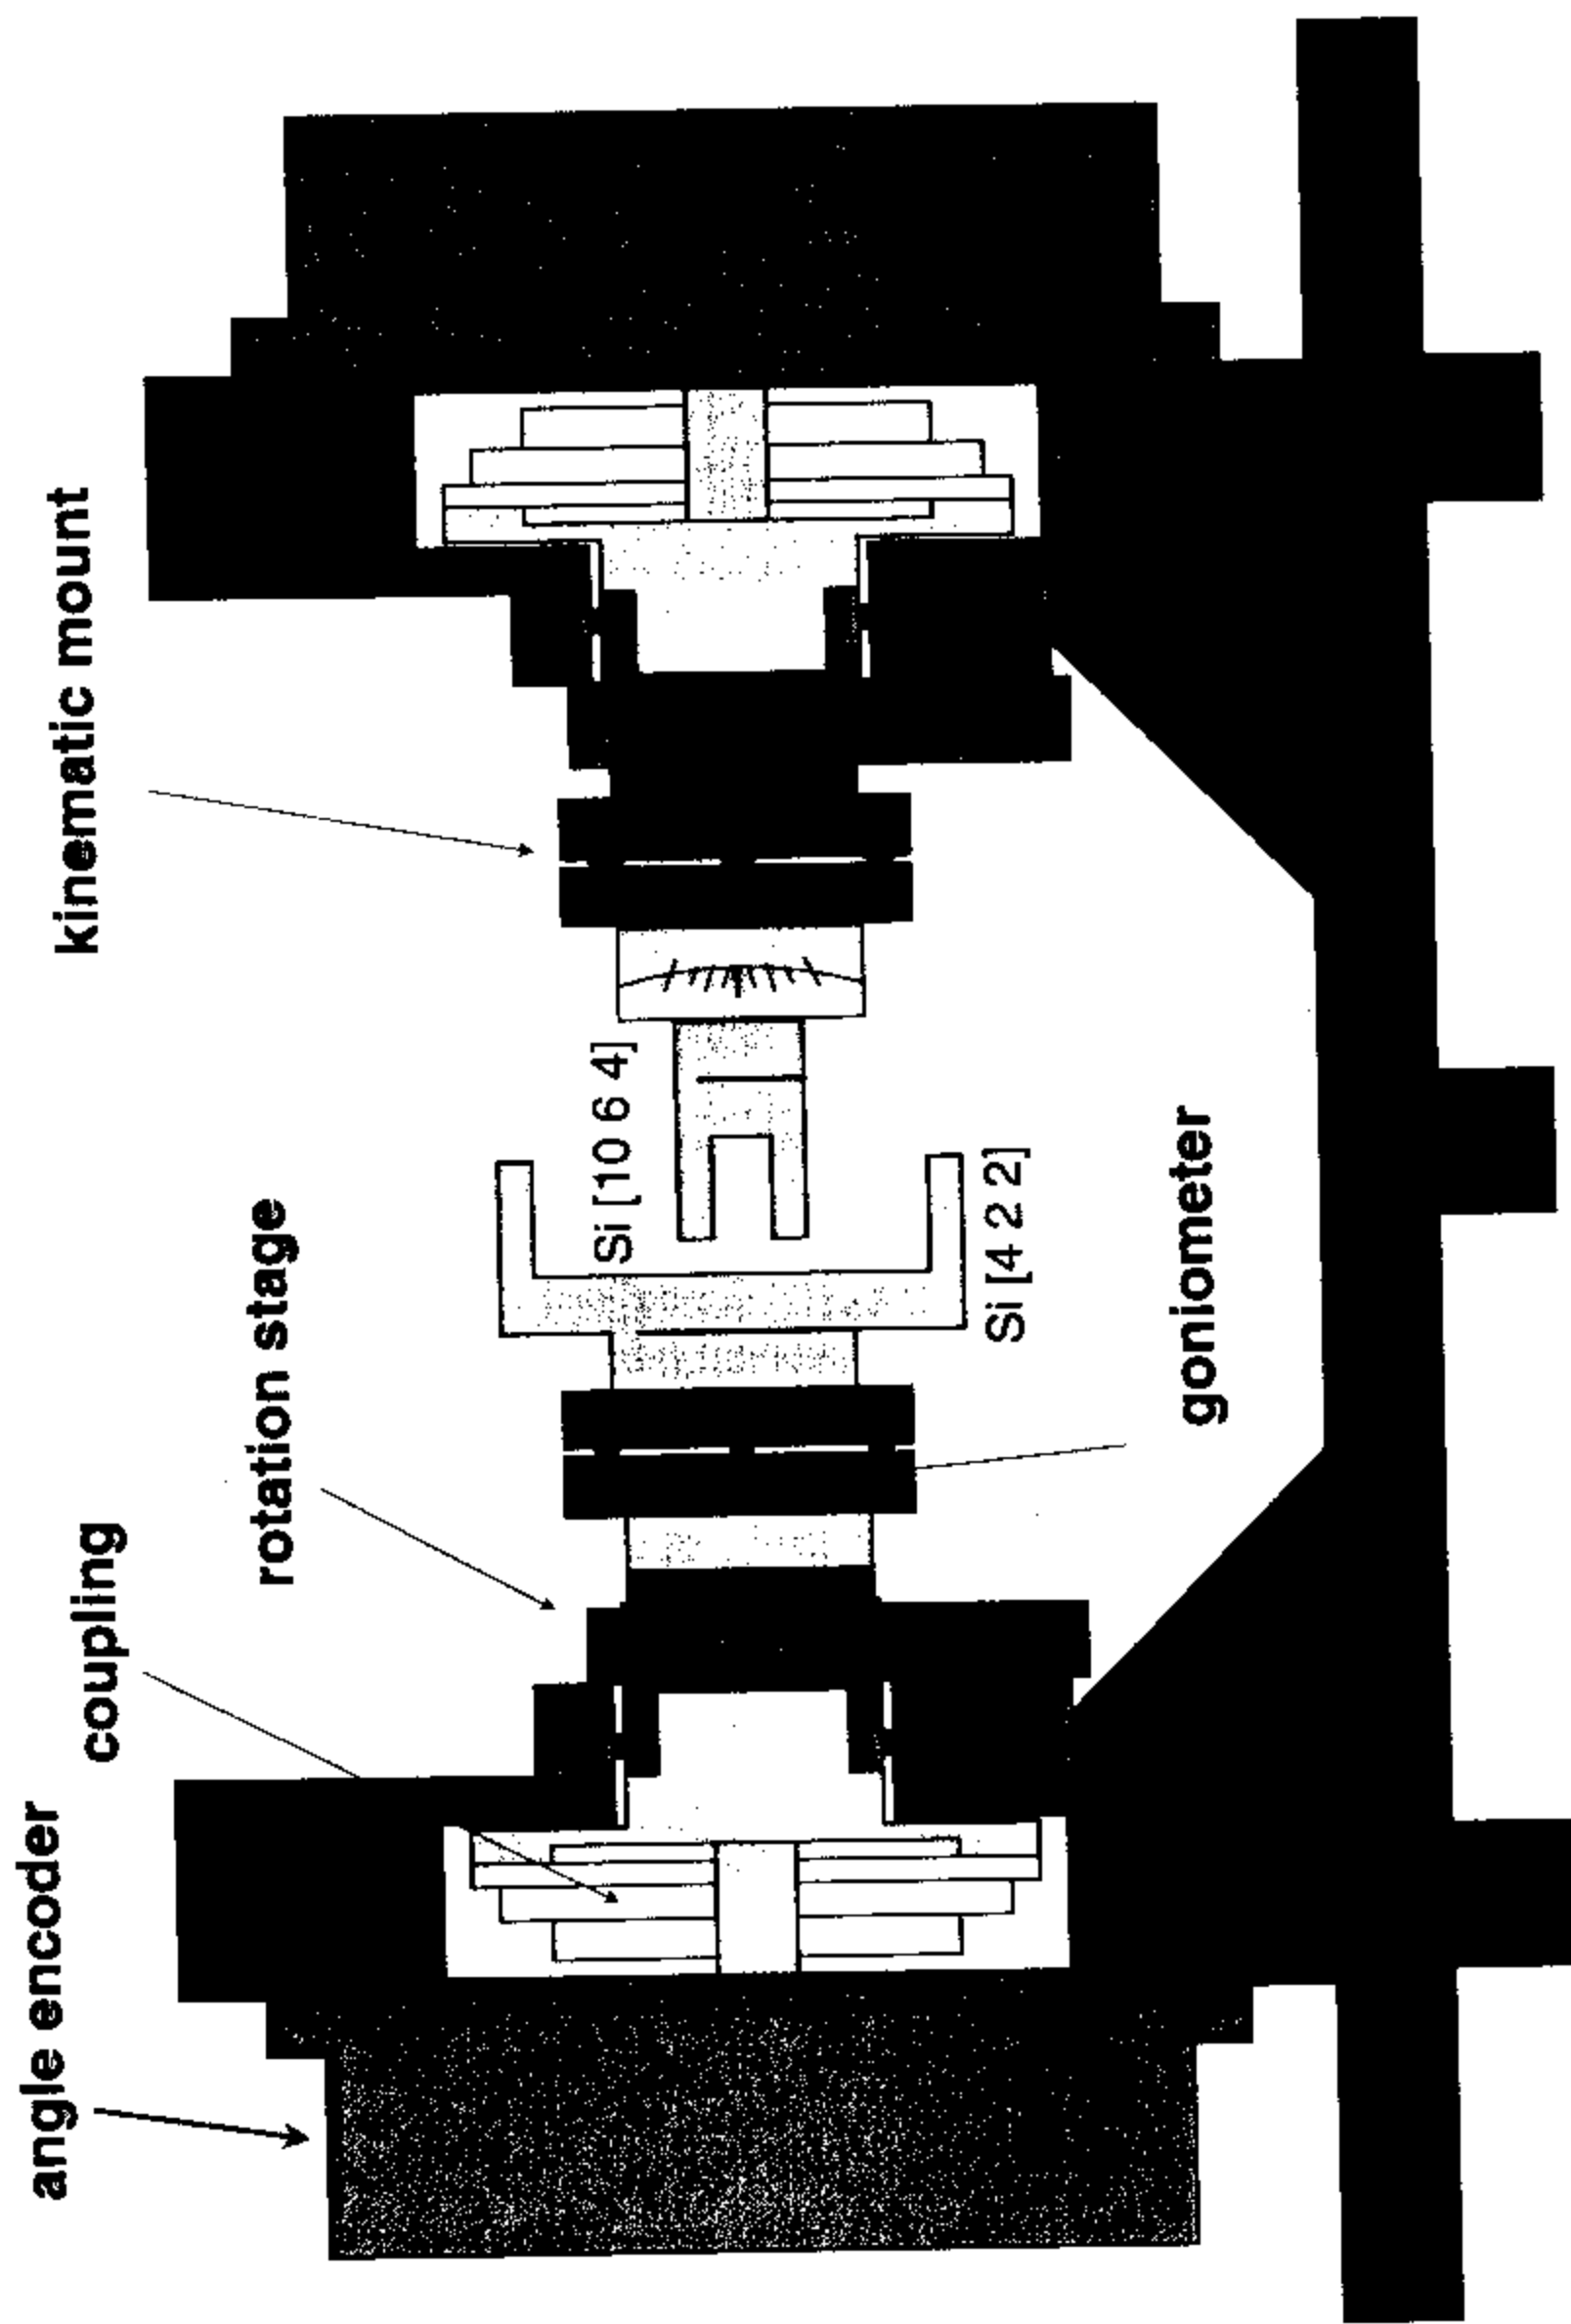 angle encoder
coupling
rotation stage
kinematic mount
Si [10 6 4]
Si [4 2 2]
goniometer